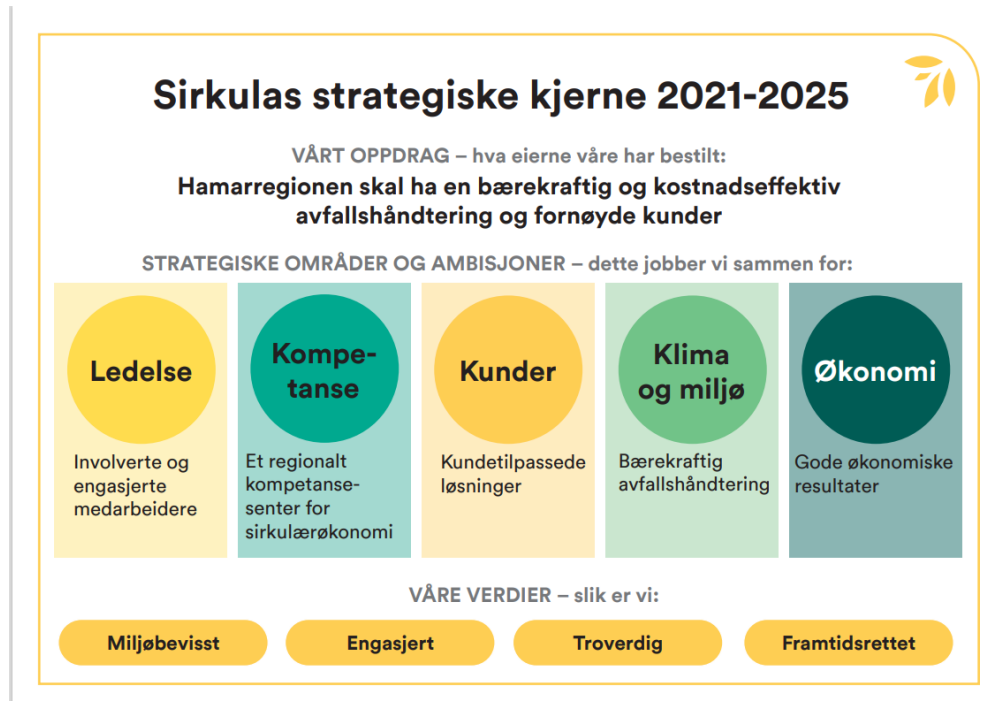 Sirkulas strategiske kjerne 2021-2025
VÅRT OPPDRAG – hva eierne våre har bestilt:
Hamarregionen skal ha en bærekraftig og kostnadseffektiv
avfallshåndtering og fornøyde kunder
STRATEGISKE OMRÅDER OG AMBISJONER – dette jobber vi sammen for:
Ledelse
Involverte og
engasjerte
medarbeidere
Kompe-
tanse
Et regionalt
kompetanse-
senter for
sirkulærøkonomi
Kunder
Kundetilpassede
løsninger
Klima
og miljø
Bærekraftig
avfallshåndtering
Økonomi
Gode økonomiske
resultater
VÅRE VERDIER – slik er vi:
Miljøbevisst
Engasjert
Troverdig
Framtidsrettet